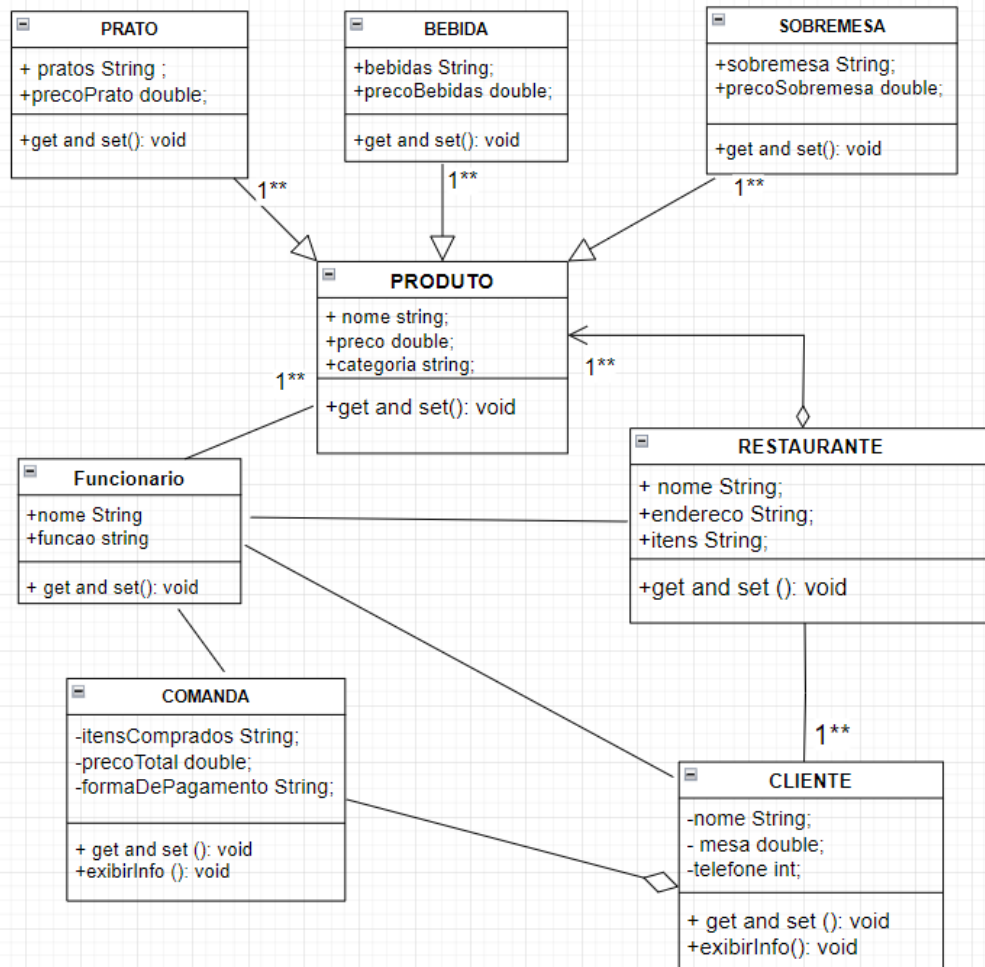 PRATO
+ pratos String ;
+precoPrato double;
+get and set(): void
BEBIDA
+bebidas String;
+precoBebidas double;
+get and set(): void
SOBREMESA
+sobremesa String;
+precoSobremesa double;
+get and set(): void
1**
1**
1**
PRODUTO
+ nome string;
+preco double;
+categoria string;
+get and set(): void
1**
1**
Funcionario
+nome String
+funcao string
+ get and set(): void
RESTAURANTE
+ nome String;
+endereco String;
+itens String;
+get and set (): void
COMANDA
-itensComprados String;
-precoTotal double;
-formaDePagamento String;
+ get and set (): void
+exibirInfo (): void
1**
CLIENTE
-nome String;
- mesa double;
-telefone int;
+ get and set (): void
+exibirInfo(): void